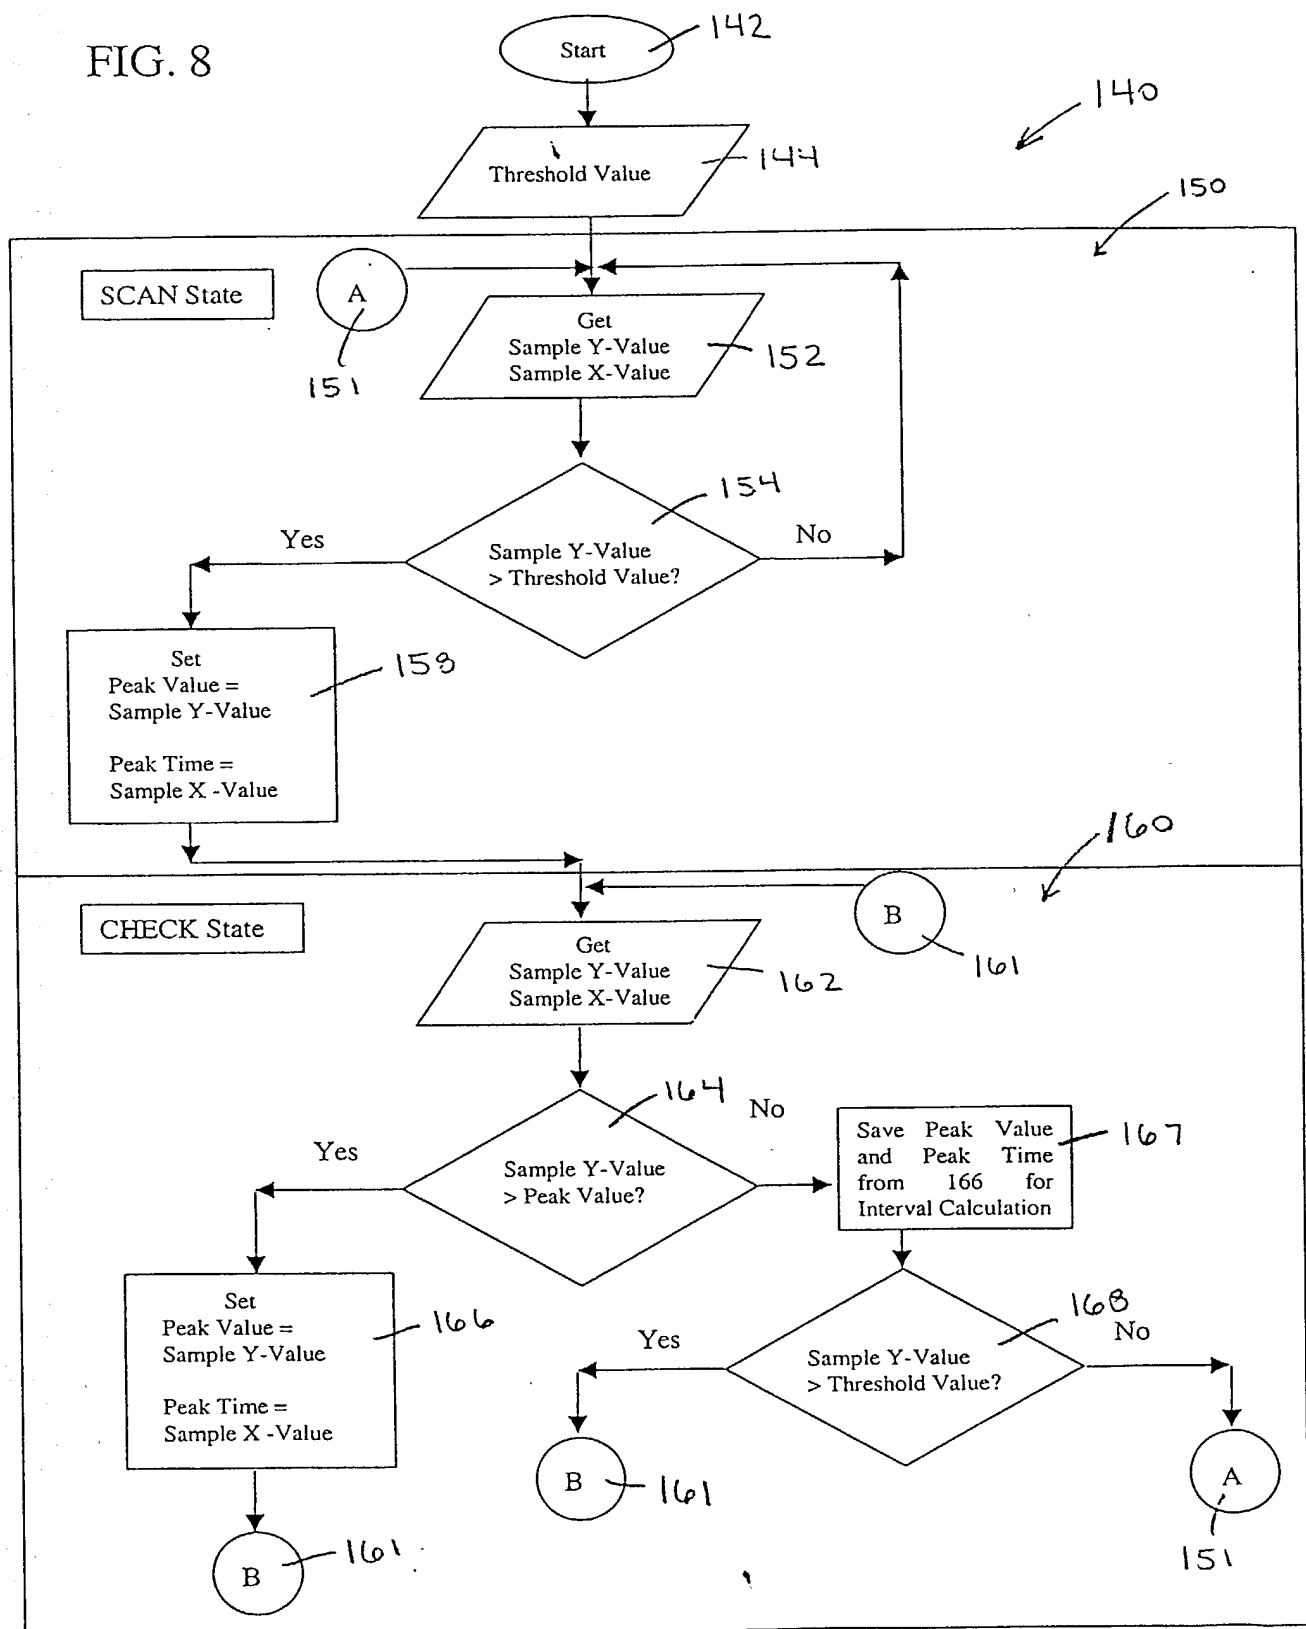 FIG. 8
Start
142
140
Threshold Value
144
150
SCAN State
A
151
Get
Sample Y-Value
Sample X-Value
152
154
Yes
Sample Y-Value
> Threshold Value?
No
Set
Peak Value =
Sample Y-Value
Peak Time =
Sample X -Value
158
160
CHECK State
B
161
Get
Sample Y-Value
Sample X-Value
162
164
Yes
Sample Y-Value
> Peak Value?
No
Save Peak Value
and Peak Time
from 166 for
Interval Calculation
167
Set
Peak Value =
Sample Y-Value
Peak Time =
Sample X -Value
166
168
Yes
Sample Y-Value
> Threshold Value?
No
B
161
A
151
B
161